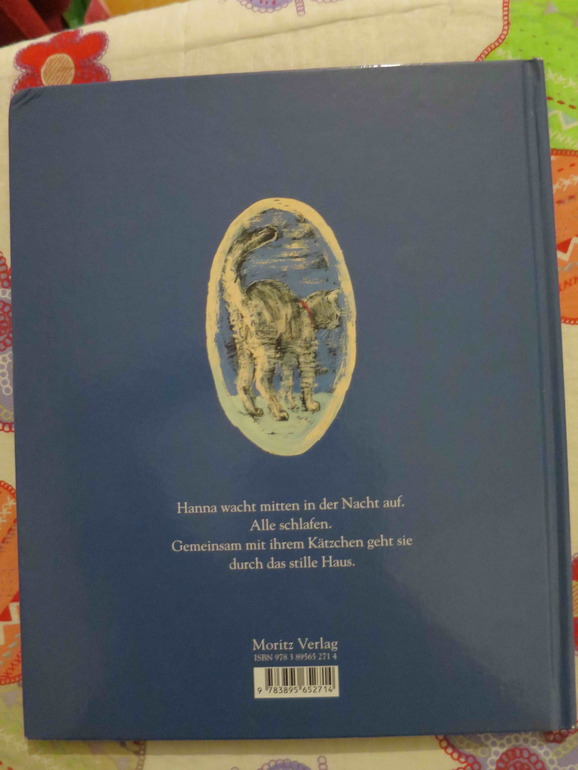 Hanna wacht mitten in der Nacht auf.
Alle schlafen.
Gemeinsam mit ihrem Kätzchen geht sie
durch das stille Haus.
Moritz Verlag
ISBN 978 3 89565 271 4
9 783895 652714